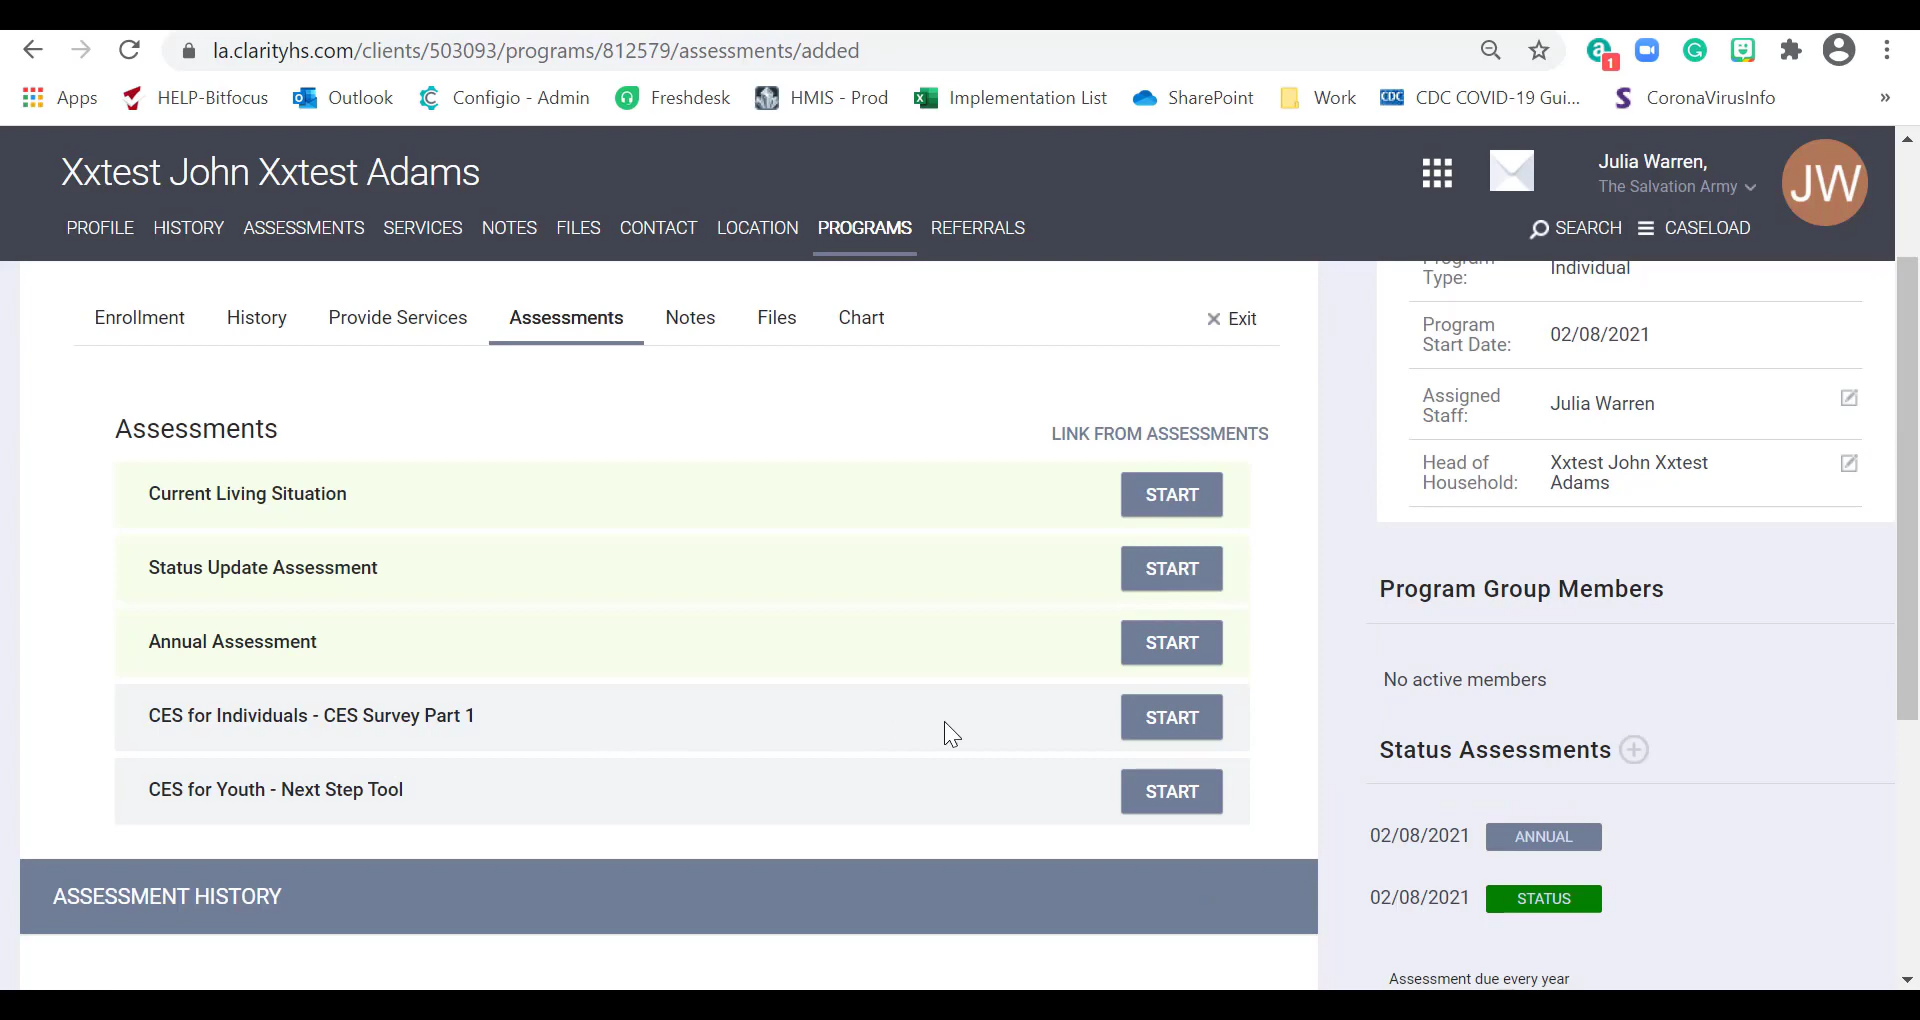 la.clarityhs.com/clients/503093/programs/812579/assessments/added
1
Apps HELP-Bitfocus Outlook Configio - Admin Freshdesk HMIS - Prod Implementation List SharePoint Work CDC CDC COVID-19 Gui... CoronaVirusInfo »
Xxtest John Xxtest Adams
Julia Warren,
The Salvation Army
JW
PROFILE HISTORY ASSESSMENTS SERVICES NOTES FILES CONTACT LOCATION PROGRAMS REFERRALS
SEARCH CASELOAD
Enrollment History Provide Services Assessments Notes Files Chart
Exit
Assessments
LINK FROM ASSESSMENTS
Current Living Situation START
Status Update Assessment START
Annual Assessment START
CES for Individuals - CES Survey Part 1 START
CES for Youth - Next Step Tool START
ASSESSMENT HISTORY
Program
Type: Individual
Program
Start Date: 02/08/2021
Assigned
Staff: Julia Warren
Head of
Household: Xxtest John Xxtest
Adams
Program Group Members
No active members
Status Assessments
02/08/2021 ANNUAL
02/08/2021 STATUS
Assessment due every year